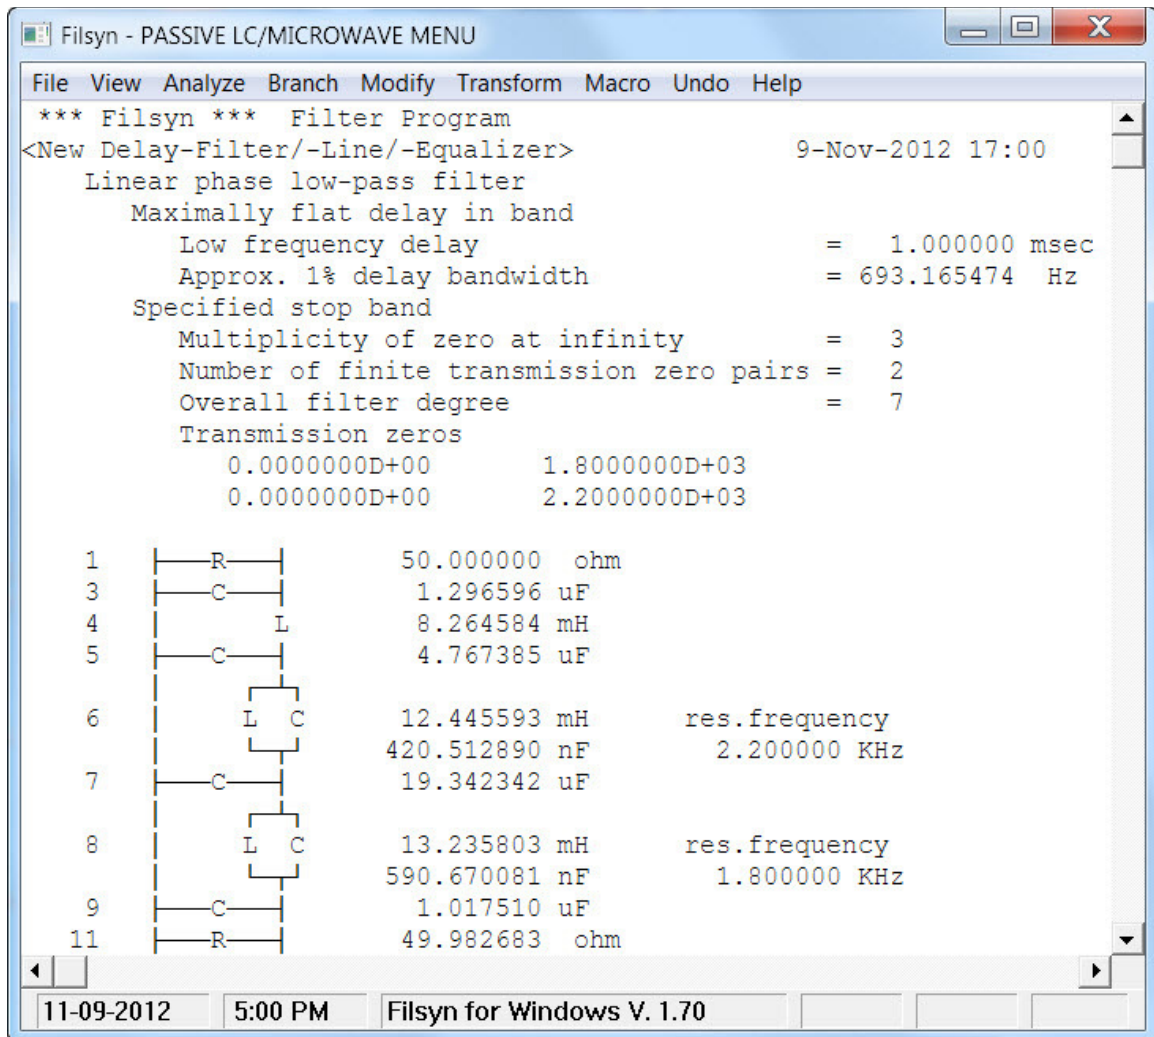 Filsyn - PASSIVE LC/MICROWAVE MENU
File View Analyze Branch Modify Transform Macro Undo Help
*** Filsyn *** Filter Program
<New Delay-Filter/-Line/-Equalizer> 9-Nov-2012 17:00
Linear phase low-pass filter
Maximally flat delay in band
Low frequency delay = 1.000000 msec
Approx. 1% delay bandwidth = 693.165474 Hz
Specified stop band
Multiplicity of zero at infinity = 3
Number of finite transmission zero pairs = 2
Overall filter degree = 7
Transmission zeros
0.0000000D+00 1.8000000D+03
0.0000000D+00 2.2000000D+03
1 R 50.000000 ohm
3 C 1.296596 uF
4 L 8.264584 mH
5 C 4.767385 uF
6 L C 12.445593 mH res.frequency
420.512890 nF 2.200000 KHz
7 C 19.342342 uF
8 L C 13.235803 mH res.frequency
590.670081 nF 1.800000 KHz
9 C 1.017510 uF
11 R 49.982683 ohm
11-09-2012 5:00 PM Filsyn for Windows V. 1.70